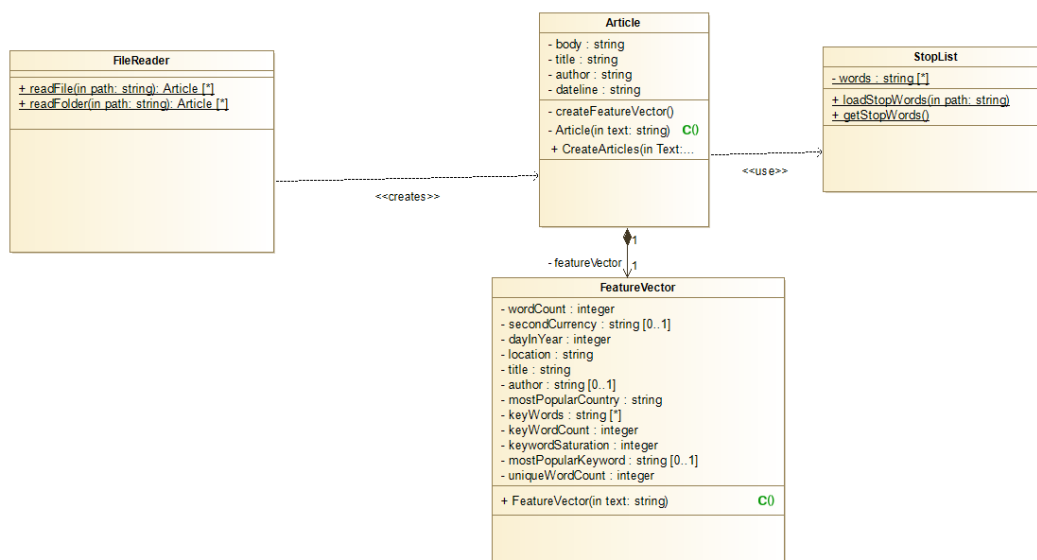 FileReader
+ readFile(in path: string): Article [*]
+ readFolder(in path: string): Article [*]
<<creates>>
Article
- body : string
- title : string
- author : string
- dateline : string
- createFeatureVector()
- Article(in text: string) C()
+ CreateArticles(in Text:...
<<use>>
StopList
- words : string [*]
+ loadStopWords(in path: string)
+ getStopWords()
1
- featureVector
1
FeatureVector
- wordCount : integer
- secondCurrency : string [0..1]
- dayInYear : integer
- location : string
- title : string
- author : string [0..1]
- mostPopularCountry : string
- keyWords : string [*]
- keyWordCount : integer
- keywordSaturation : integer
- mostPopularKeyword : string [0..1]
- uniqueWordCount : integer
+ FeatureVector(in text: string) C()